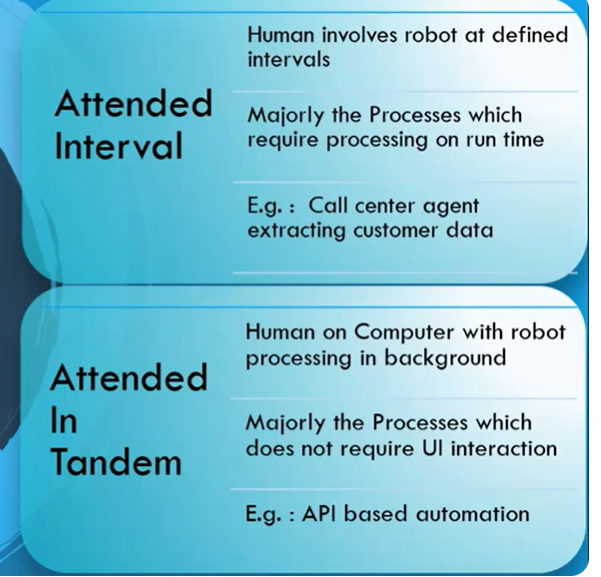 Attended
Interval
Human involves robot at defined
intervals
Majorly the Processes which
require processing on run time
E.g. :  Call center agent
extracting customer data
Attended
In
Tandem
Human on Computer with robot
processing in background
Majorly the Processes which
does not require UI interaction
E.g. : API based automation